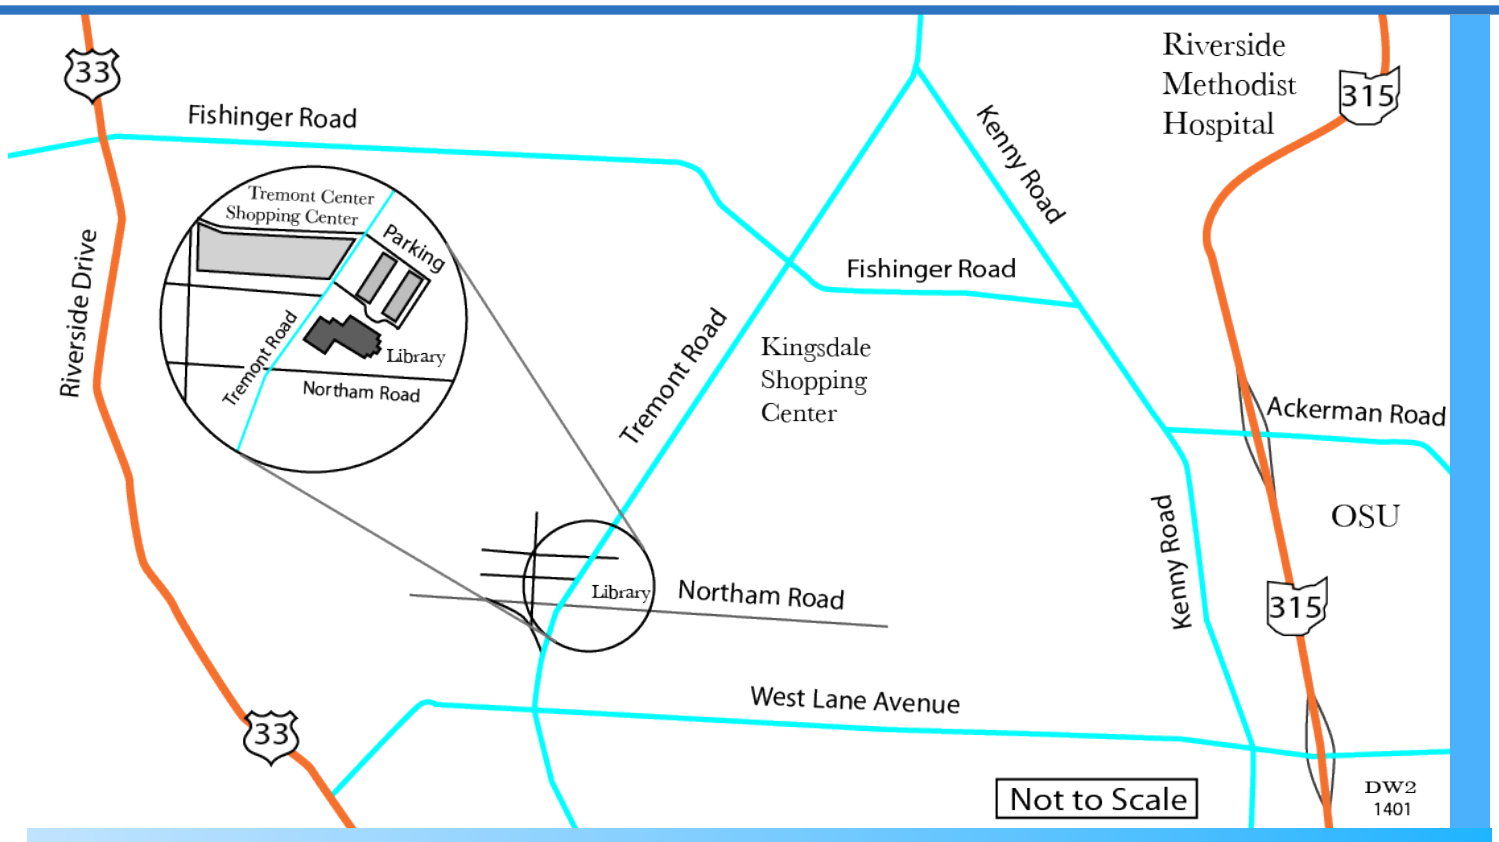 33
Fishinger Road
Riverside
Methodist
Hospital
315
Kenny Road
Tremont Center
Shopping Center
Parking
Riverside Drive
Fishinger Road
Tremont Road
Library
Northam Road
Tremont Road
Kingsdale
Shopping
Center
Ackerman Road
OSU
Kenny Road
Library
Northam Road
315
West Lane Avenue
33
Not to Scale
DW2
1401